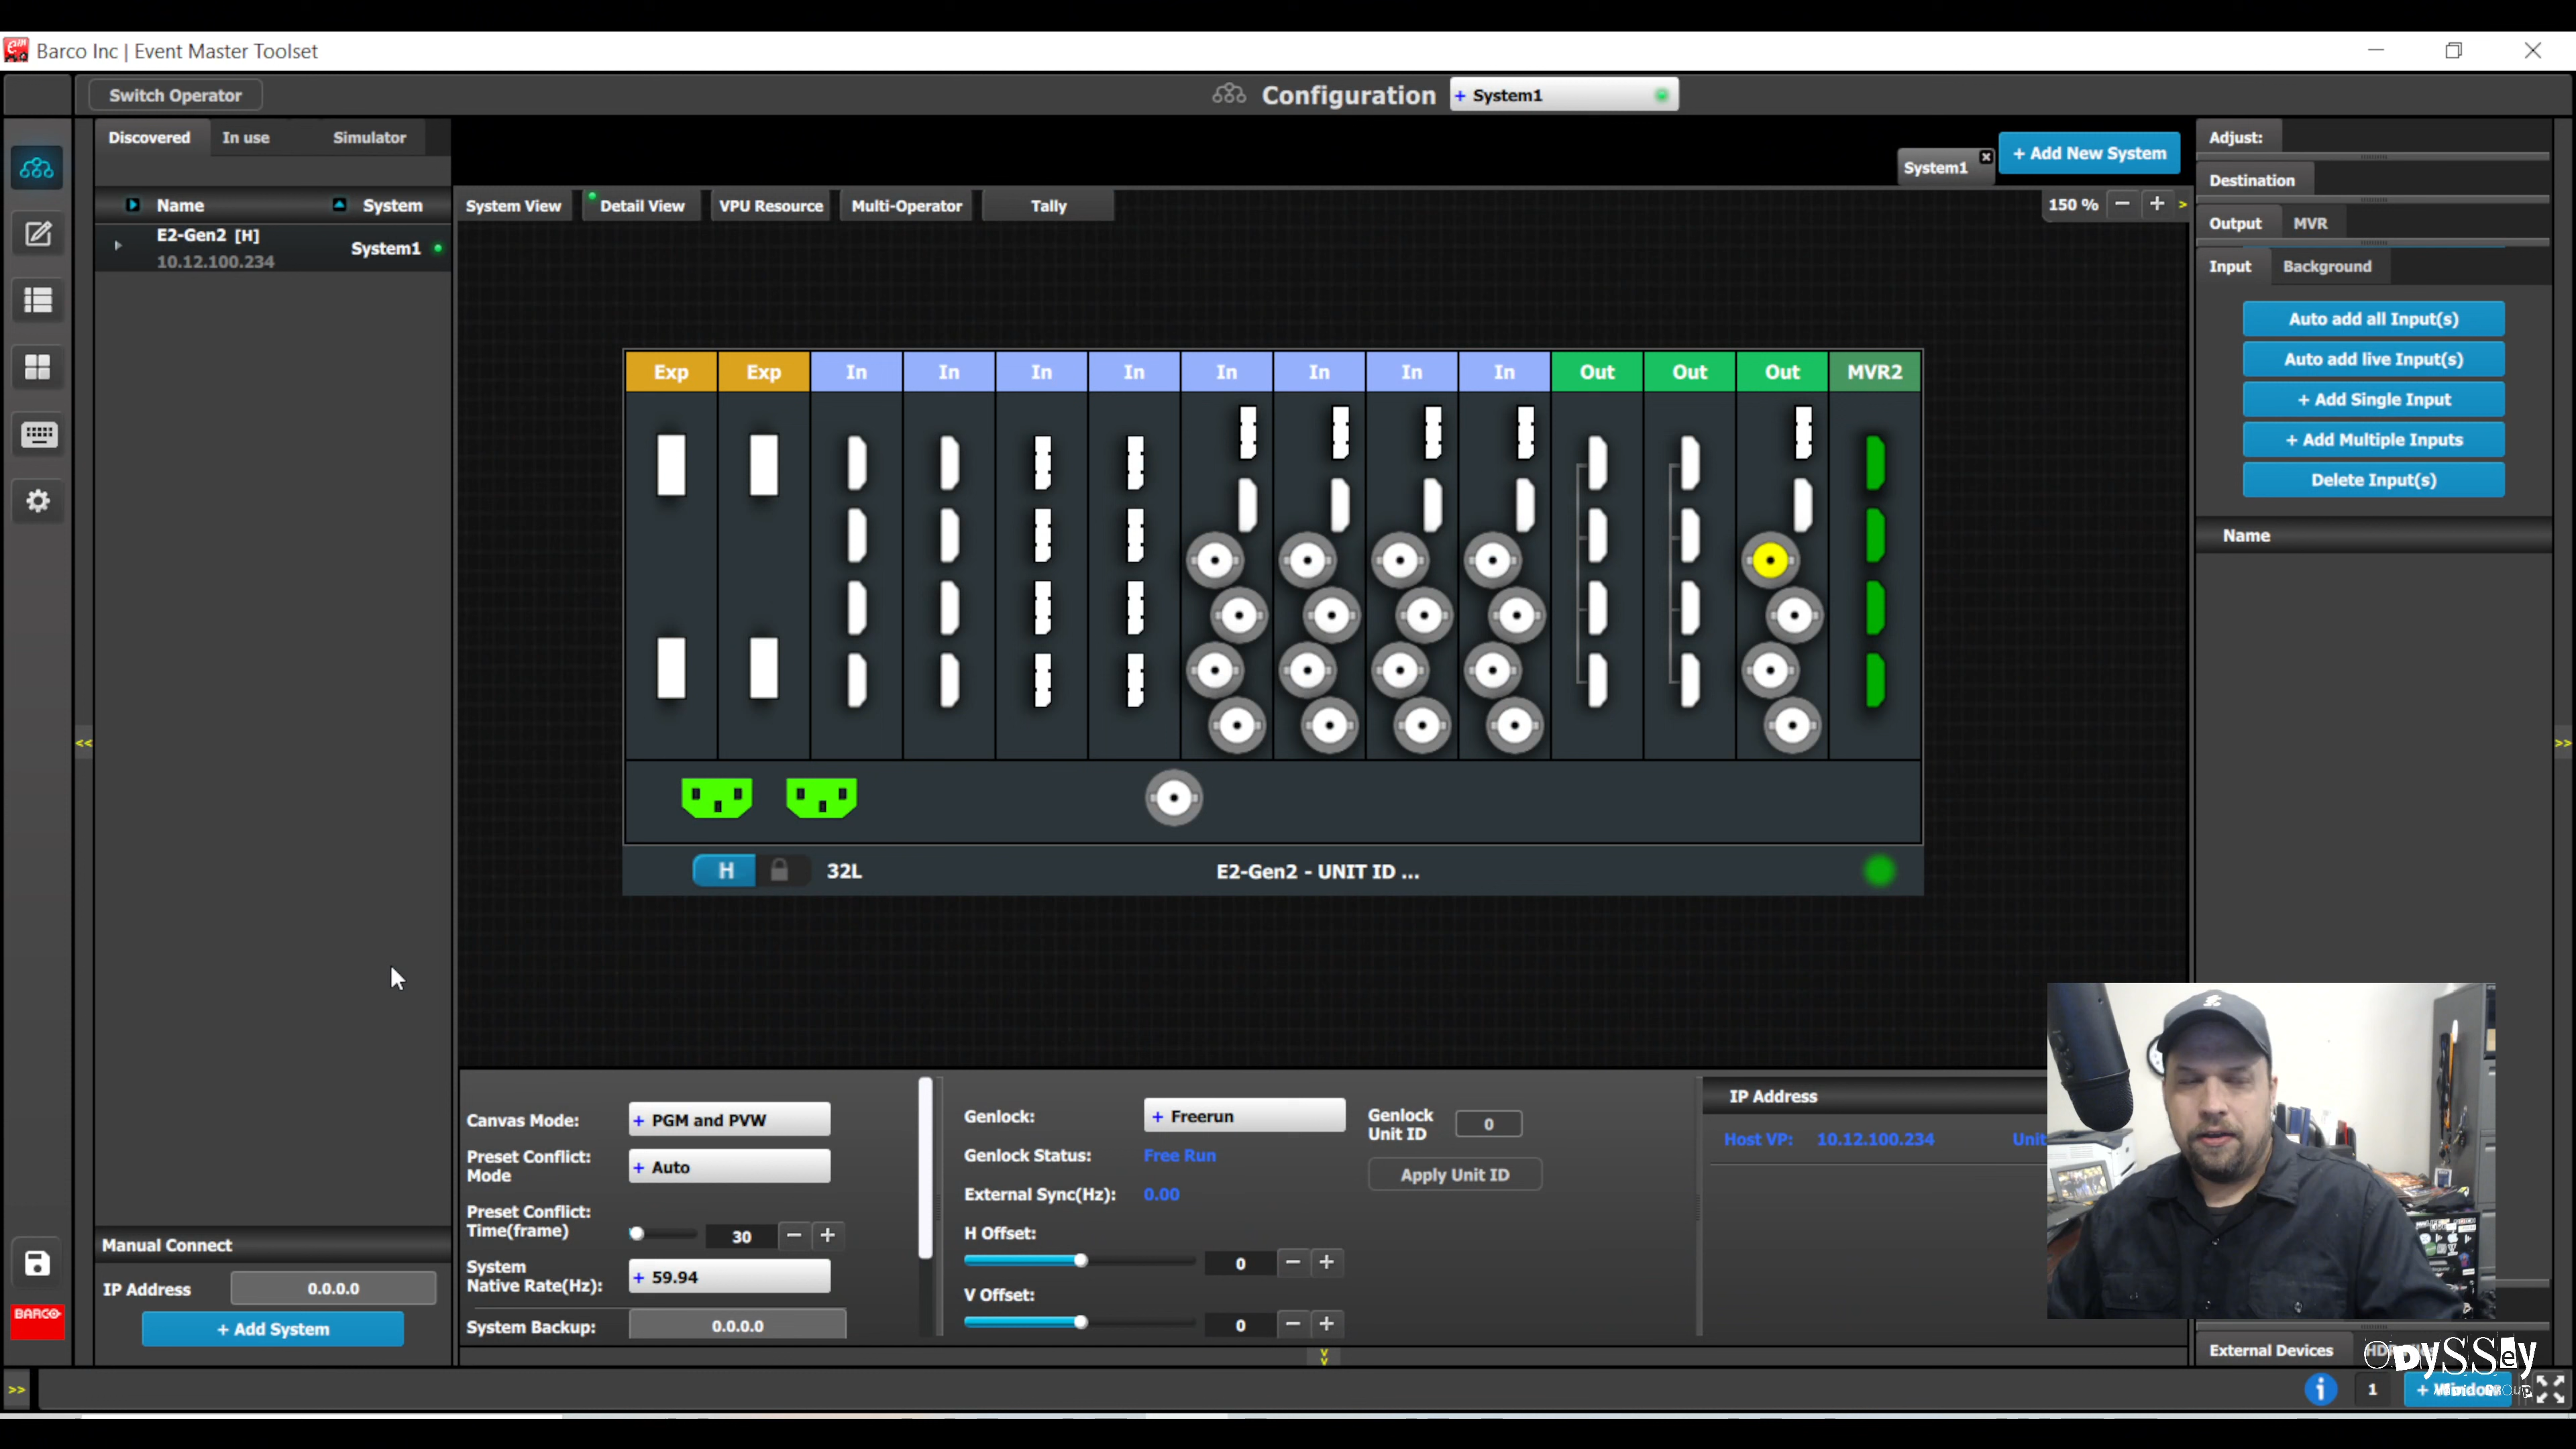 Barco Inc | Event Master Toolset
Switch Operator
Configuration
+ System1
Discovered
In use
Simulator
Name
System
E2-Gen2 [H]
10.12.100.234
System1
System View
Detail View
VPU Resource
Multi-Operator
Tally
System1
+ Add New System
150 %
Adjust:
Destination
Output
MVR
Input
Background
Auto add all Input(s)
Auto add live Input(s)
+ Add Single Input
+ Add Multiple Inputs
Delete Input(s)
Name
Exp
Exp
In
In
In
In
In
In
In
In
Out
Out
Out
MVR2
H
32L
E2-Gen2 - UNIT ID ...
Canvas Mode:
+ PGM and PVW
Preset Conflict:
Mode
+ Auto
Preset Conflict:
Time(frame)
30
System
Native Rate(Hz):
+ 59.94
System Backup:
0.0.0.0
Genlock:
+ Freerun
Genlock Status:
Free Run
External Sync(Hz):
0.00
H Offset:
0
V Offset:
0
Genlock
Unit ID
0
Apply Unit ID
IP Address
Host VP: 10.12.100.234
Unit
Manual Connect
IP Address
0.0.0.0
+ Add System
BARCO
External Devices
ODySSey
1
+ Window